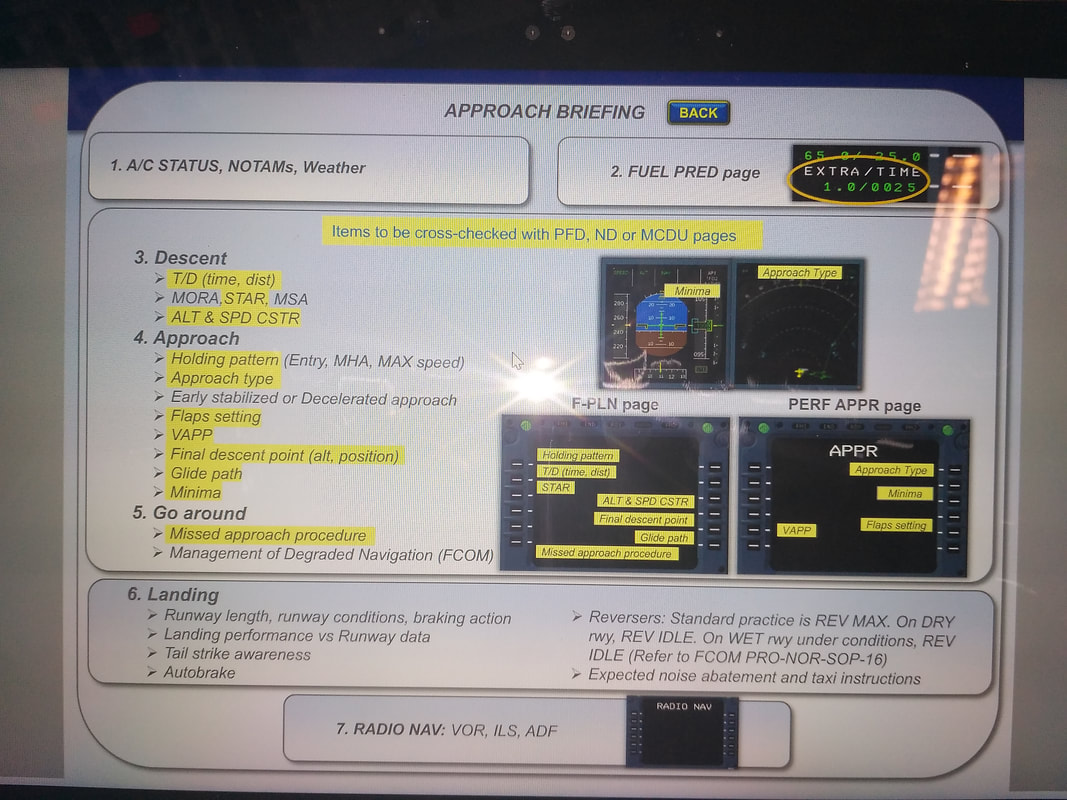 APPROACH BRIEFING
BACK
1. A/C STATUS, NOTAMs, Weather
2. FUEL PRED page
EXTRA/TIME
1.0/0025
Items to be cross-checked with PFD, ND or MCDU pages
3. Descent
➢ T/D (time, dist)
➢ MORA,STAR, MSA
➢ ALT & SPD CSTR
4. Approach
➢ Holding pattern (Entry, MHA, MAX speed)
➢ Approach type
➢ Early stabilized or Decelerated approach
➢ Flaps setting
➢ VAPP
➢ Final descent point (alt, position)
➢ Glide path
➢ Minima
5. Go around
➢ Missed approach procedure
➢ Management of Degraded Navigation (FCOM)
Minima
280
260
240
220
Approach Type
F-PLN page
Holding pattern
T/D (time, dist)
STAR
ALT & SPD CSTR
Final descent point
Glide path
Missed approach procedure
PERF APPR page
APPR
Approach Type
Minima
Flaps setting
VAPP
6. Landing
➢ Runway length, runway conditions, braking action
➢ Landing performance vs Runway data
➢ Tail strike awareness
➢ Autobrake
➢ Reversers: Standard practice is REV MAX. On DRY
rwy, REV IDLE. On WET rwy under conditions, REV
IDLE (Refer to FCOM PRO-NOR-SOP-16)
➢ Expected noise abatement and taxi instructions
7. RADIO NAV: VOR, ILS, ADF
RADIO NAV